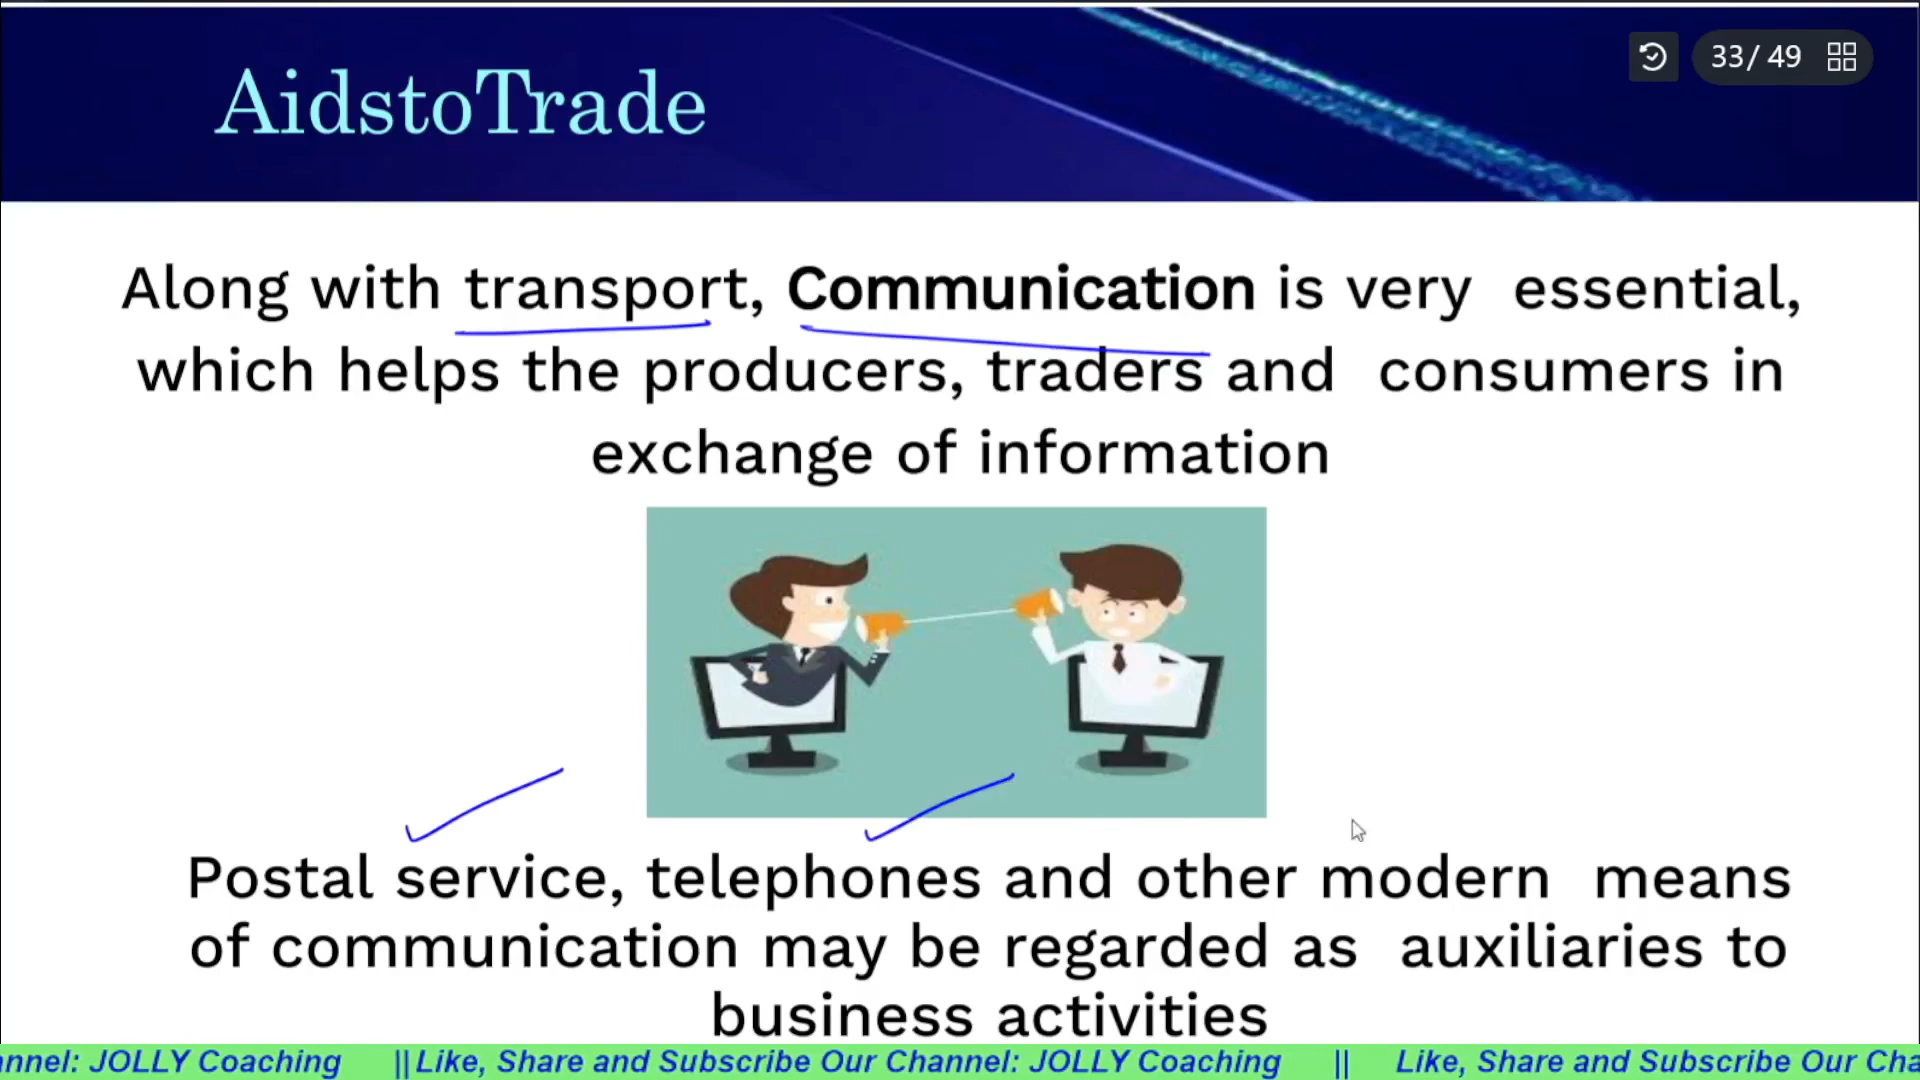 AidstoTrade
33/ 49
Along with transport, Communication is very essential,
which helps the producers, traders and consumers in
exchange of information
Postal service, telephones and other modern means
of communication may be regarded as auxiliaries to
business activities
annel: JOLLY Coaching || Like, Share and Subscribe Our Channel: JOLLY Coaching || Like, Share and Subscribe Our Cha